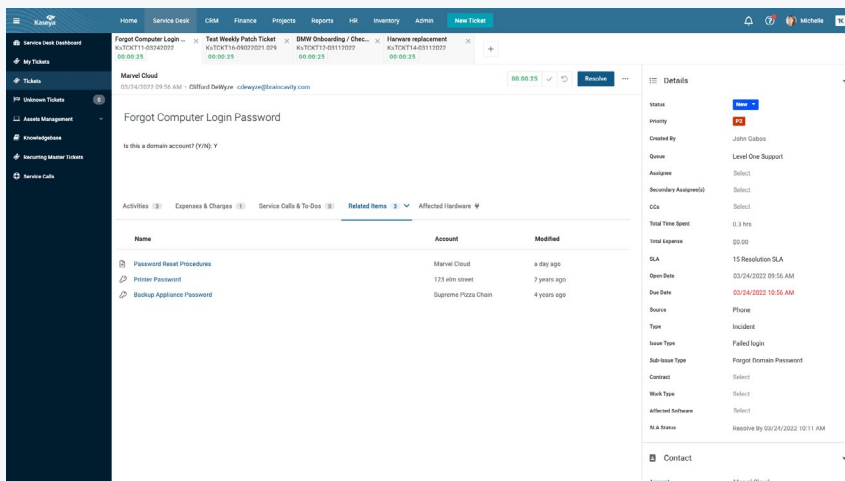 Kaseya
Home Service Desk CRM Finance Projects Reports HR Inventory Admin New Ticket
Michelle
1K
Service Desk Dashboard
My Tickets
Tickets
Unknown Tickets 0
Assets Management
Knowledgebase
Recurring Master Tickets
Service Calls
Forgot Computer Login ... ×
KsTCKT11-03242022
00:00:25
Test Weekly Patch Ticket ×
KsTCKT16-09022021.029
00:00:25
DMW Onboarding / Chec... ×
KsTCKT12-03112022
00:00:25
Harware replacement ×
KsTCKT14-03112022
00:00:25
+
Marvel Cloud
03/24/2022 09:56 AM - Clifford DeWyze cdewyze@braincavity.com
00:06:25 Resolve ...
Forgot Computer Login Password
Is this a domain account? (Y/N): Y
Activities 3 Expenses & Charges 1 Service Calls & To-Dos 0 Related Items 3 Affected Hardware
Name Account Modified
Password Reset Procedures Marvel Cloud a day ago
Printer Password 123 elm street 2 years ago
Backup Appliance Password Supreme Pizza Chain 4 years ago
Details
Status New
Priority P2
Created By John Gabos
Queue Level One Support
Assignee Select
Secondary Assignee(s) Select
CCs Select
Total Time Spent 0.3 hrs
Total Expense $0.00
SLA 15 Resolution SLA
Open Date 03/24/2022 09:56 AM
Due Date 03/24/2022 10:56 AM
Source Phone
Type Incident
Issue Type Failed login
Sub-Issue Type Forgot Domain Password
Contract Select
Work Type Select
Affected Software Select
SLA Status Resolve By 03/24/2022 10:11 AM
Contact